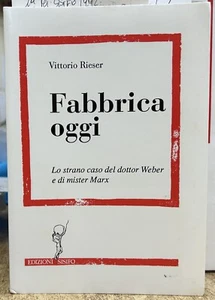 Vittorio Rieser
Fabbrica
oggi
Lo strano caso del dottor Weber
e di mister Marx
EDIZIONI SISIFO